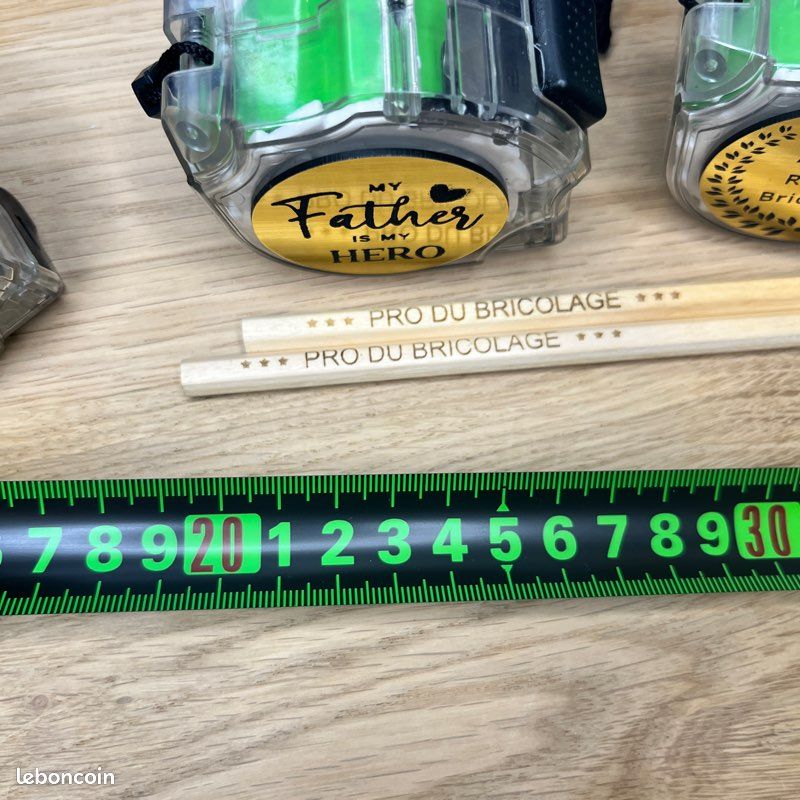 MY
Father
IS MY
HERO
R
Bric
*** PRO DU BRICOLAGE ***
*** PRO DU BRICOLAGE ***
7 8 9 20 1 2 3 4 5 6 7 8 9 30
leboncoin